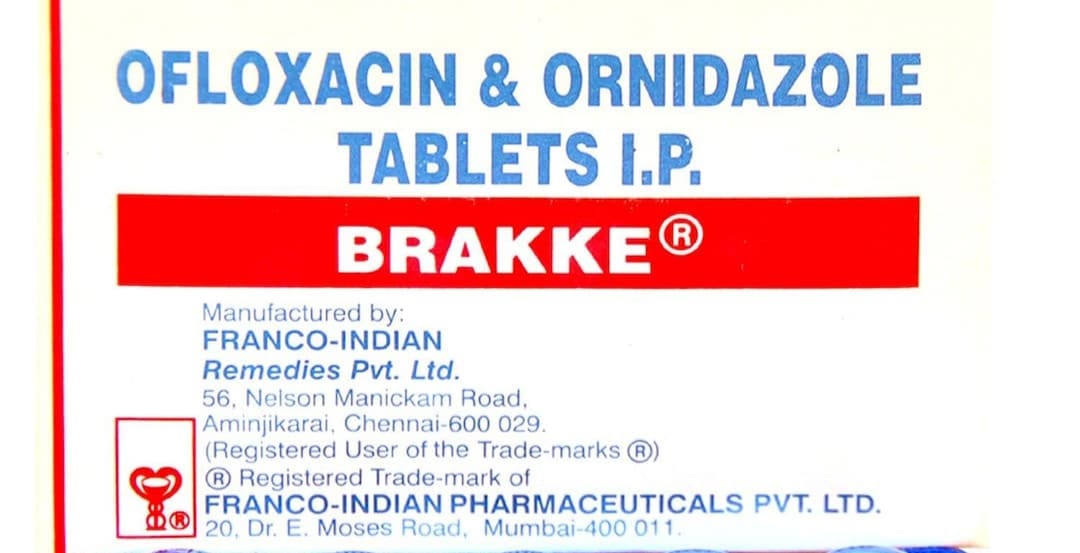 OFLOXACIN & ORNIDAZOLE
TABLETS I.P.
BRAKKE®
Manufactured by:
FRANCO-INDIAN
Remedies Pvt. Ltd.
56, Nelson Manickam Road,
Aminjikarai, Chennai-600 029.
(Registered User of the Trade-marks ®)
® Registered Trade-mark of
FRANCO-INDIAN PHARMACEUTICALS PVT. LTD.
20, Dr. E. Moses Road, Mumbai-400 011.
®